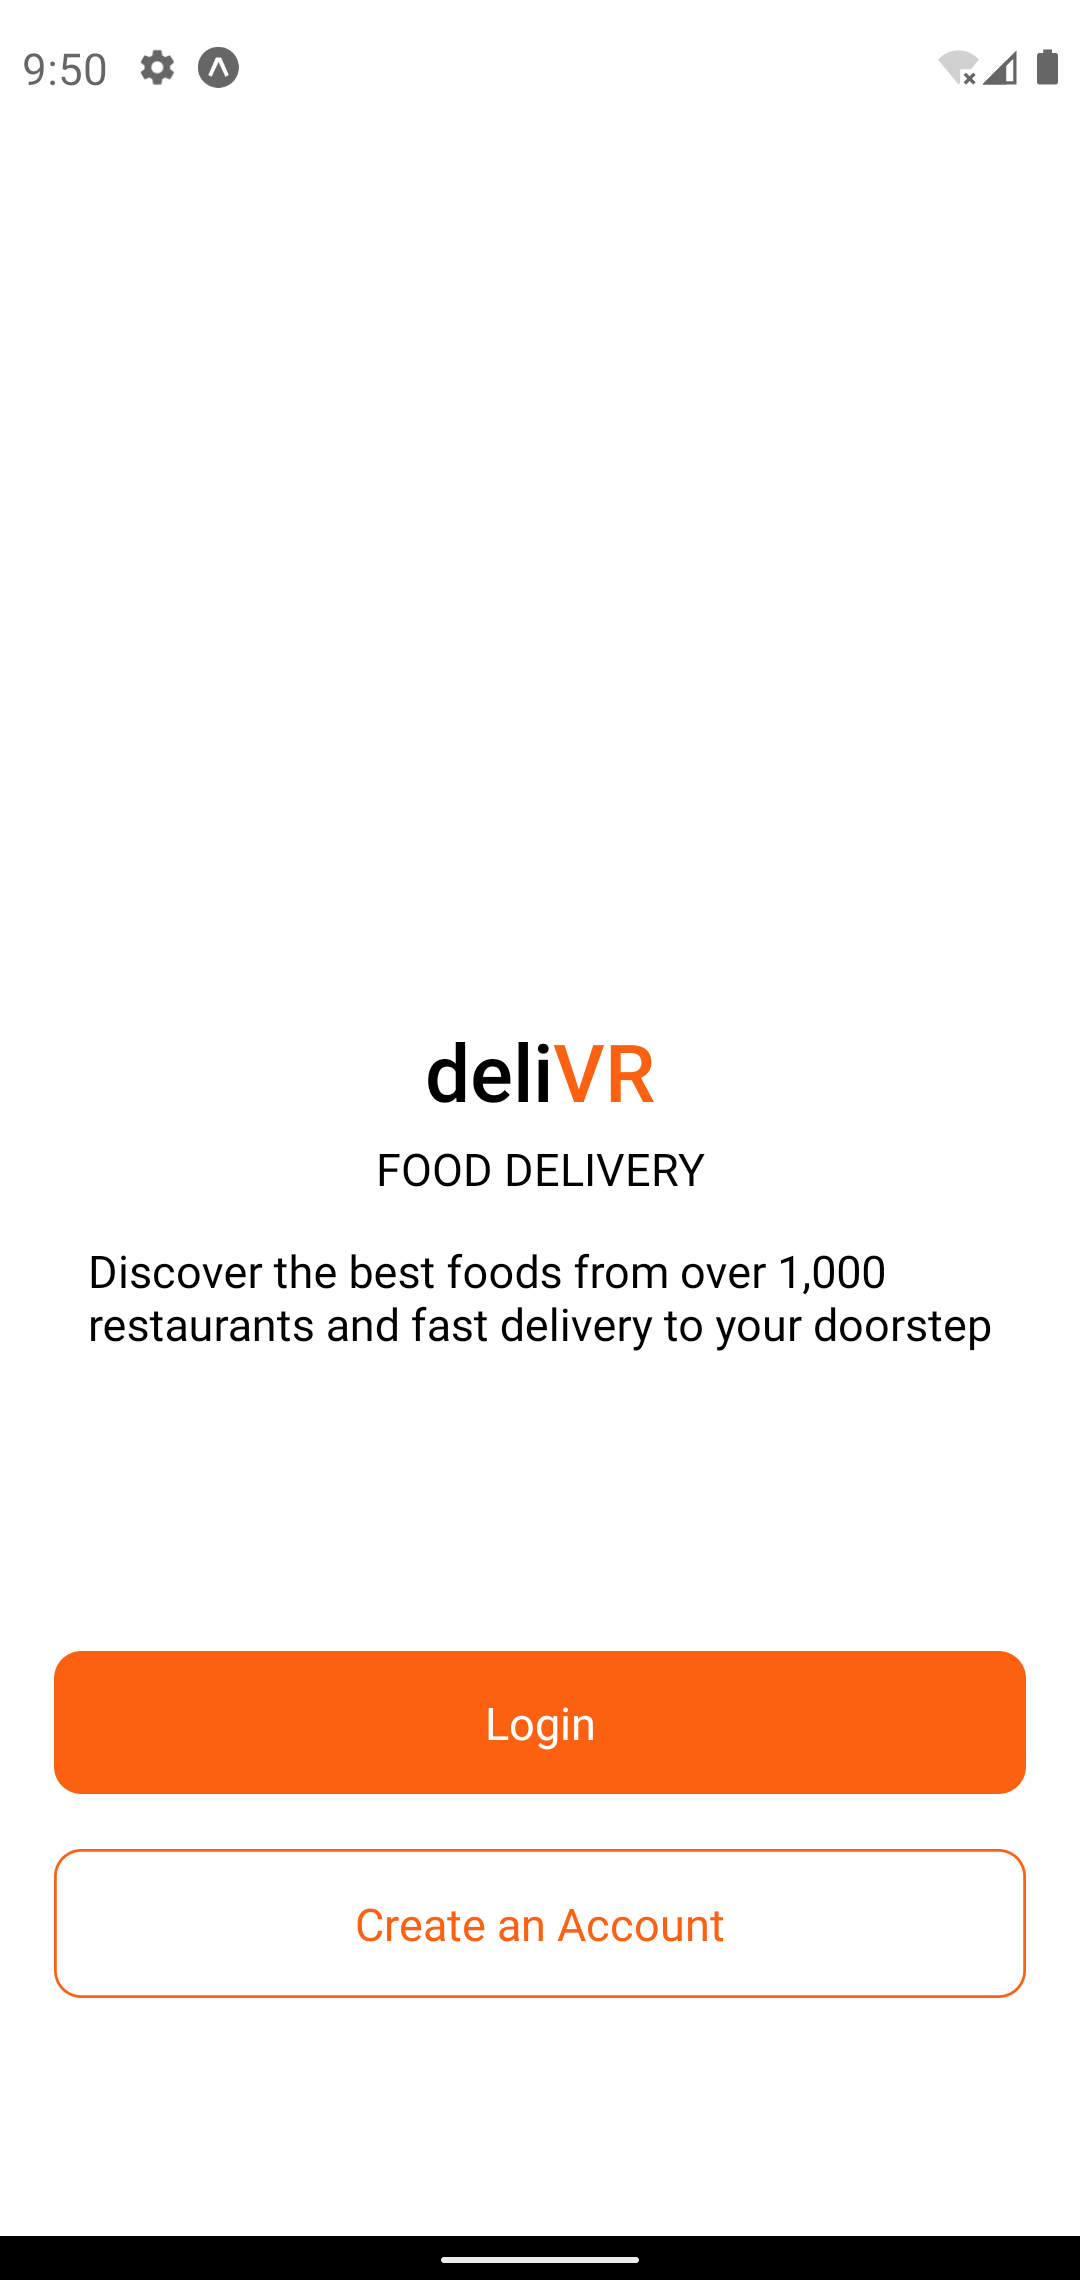 9:50
deliVR
FOOD DELIVERY
Discover the best foods from over 1,000
restaurants and fast delivery to your doorstep
Login
Create an Account